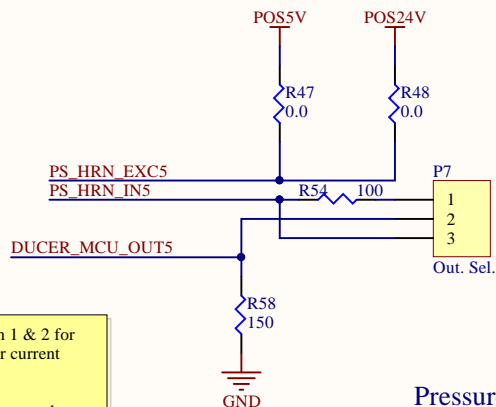 POS5V POS24V
R47 R48
0.0 0.0
PS_HRN_EXC5 P7
PS_HRN_IN5 R54 100 1
2
DUCER_MCU_OUT5 3
Out. Sel.
R58
150
1 & 2 for
current
GND